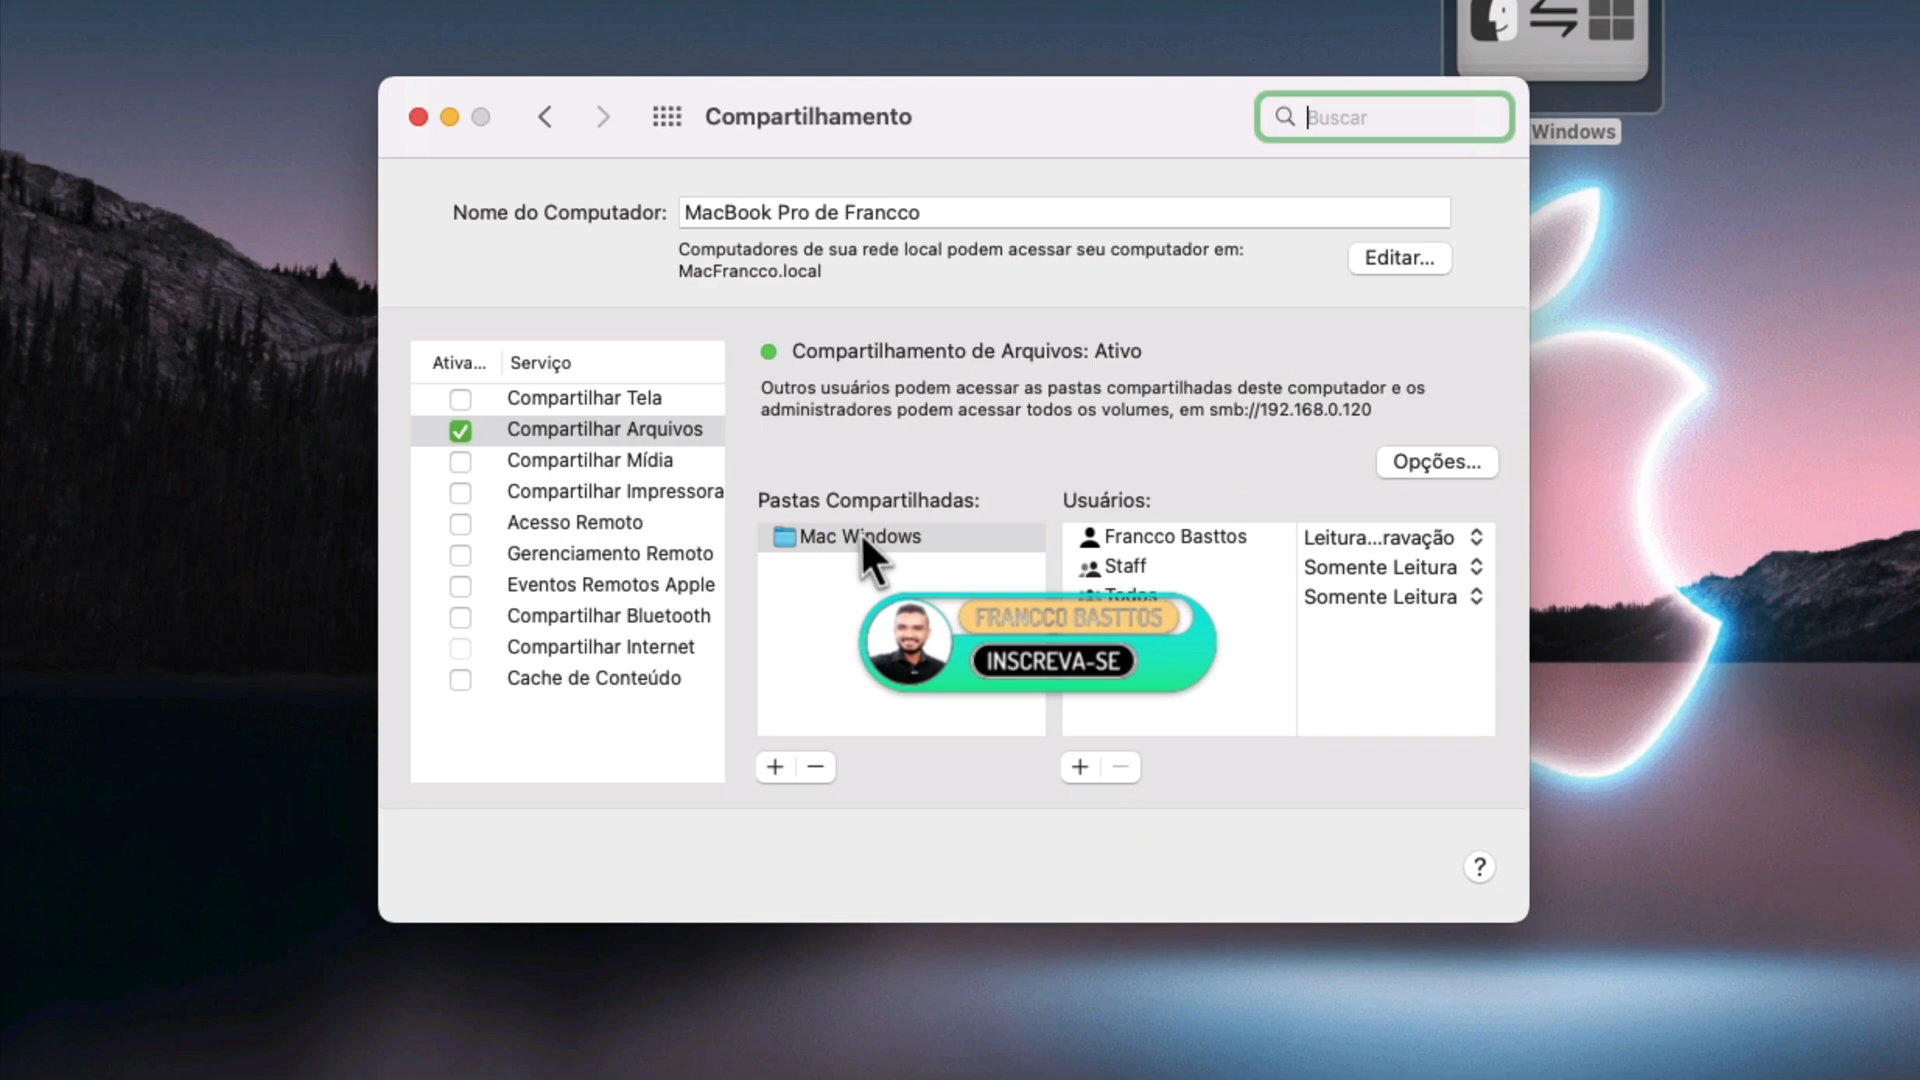 Windows
Compartilhamento
Buscar
Nome do Computador:
MacBook Pro de Francco
Computadores de sua rede local podem acessar seu computador em:
MacFrancco.local
Editar...
Ativa...
Serviço
Compartilhar Tela
Compartilhar Arquivos
Compartilhar Mídia
Compartilhar Impressora
Acesso Remoto
Gerenciamento Remoto
Eventos Remotos Apple
Compartilhar Bluetooth
Compartilhar Internet
Cache de Conteúdo
Compartilhamento de Arquivos: Ativo
Outros usuários podem acessar as pastas compartilhadas deste computador e os
administradores podem acessar todos os volumes, em smb://192.168.0.120
Opções...
Pastas Compartilhadas:
Mac Windows
Usuários:
Francco Basttos
Leitura...ravação
Staff
Somente Leitura
Todos
Somente Leitura
FRANCCO BASTTOS
INSCREVA-SE
?